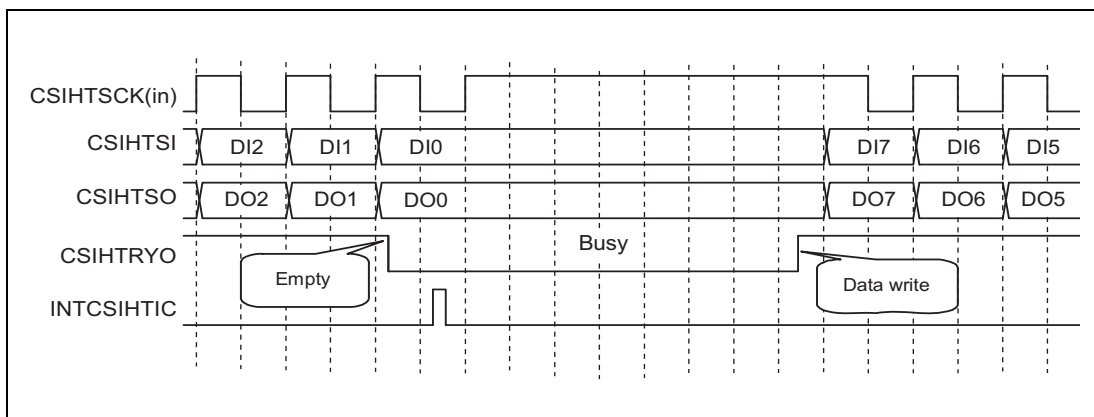 CSIHTSCK(in)
CSIHTSI DI2 DI1 DI0 DI7 DI6 DI5
CSIHTSO DO2 DO1 DO0 DO7 DO6 DO5
CSIHTRYO Busy
Empty Data write
INTCSIHTIC